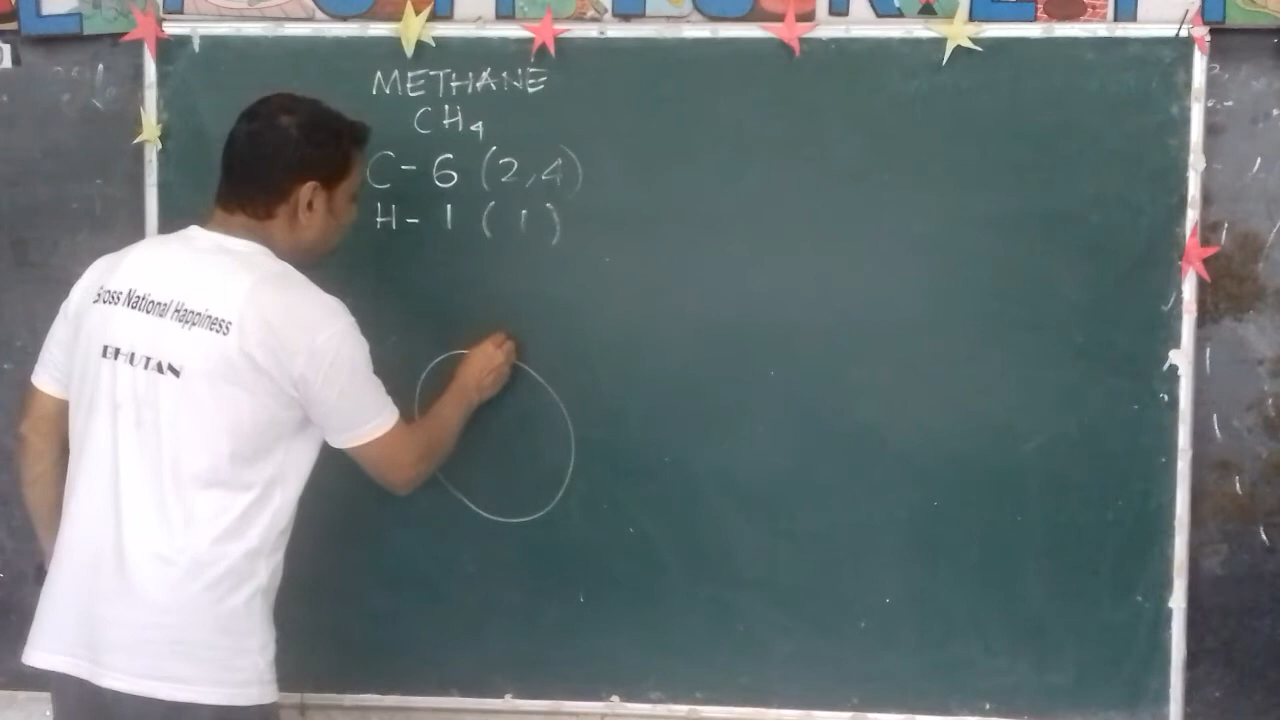 METHANE
CH₄
C- 6 (2,4)
H- 1 (1)
Gross National Happiness
BHUTAN